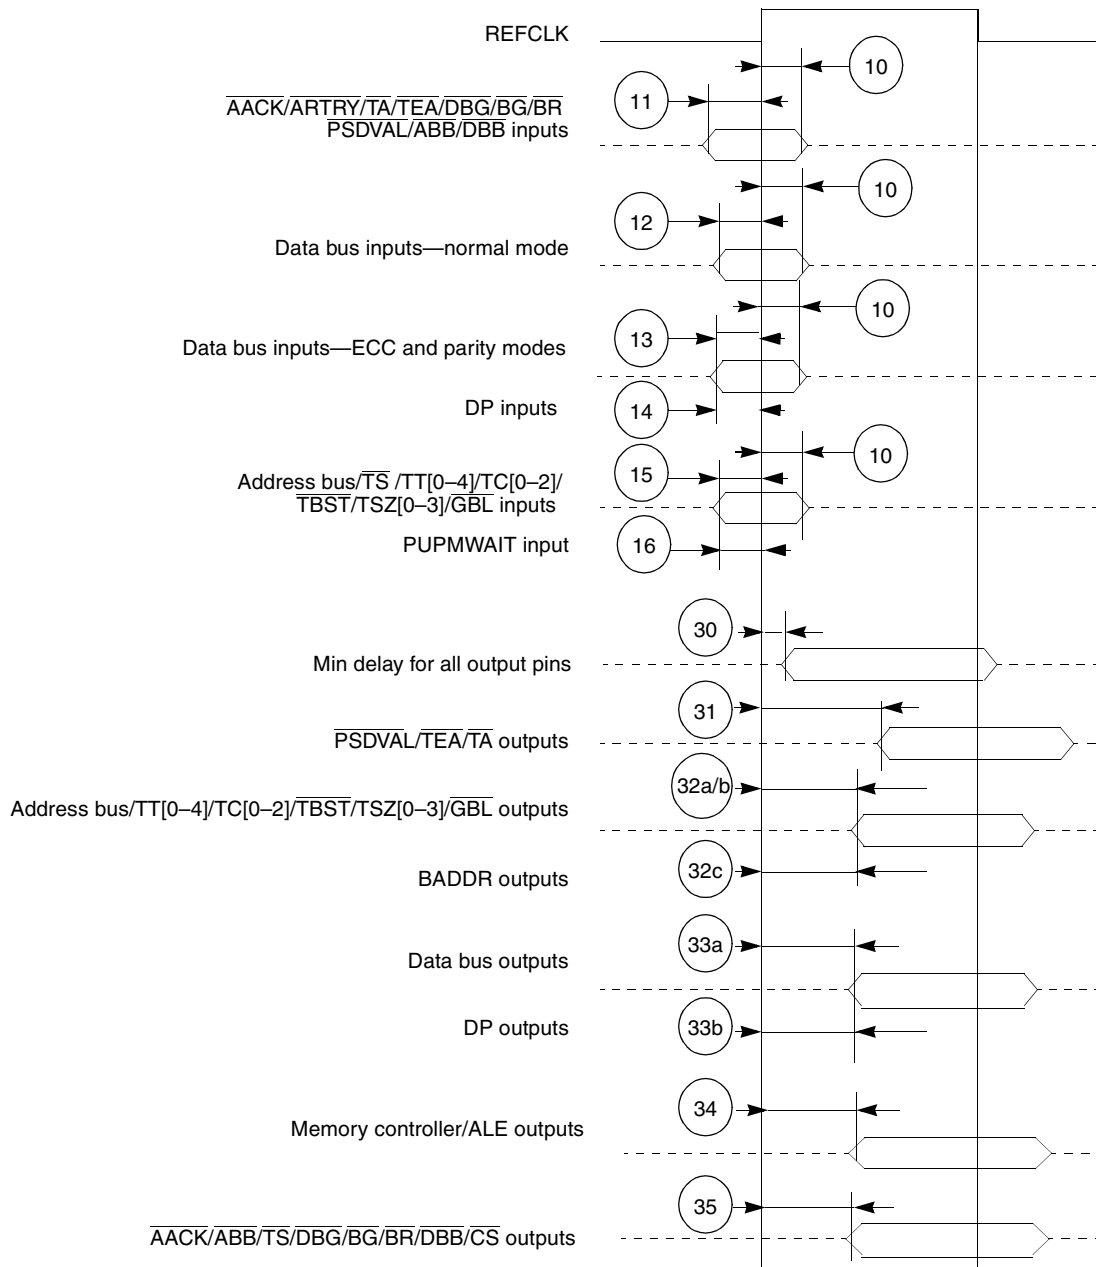 REFCLK
10
11
AACK/ARTRY/TA/TEA/DBG/BG/BR
PSDVAL/ABB/DBB inputs
10
12
Data bus inputs—normal mode
10
13
Data bus inputs—ECC and parity modes
DP inputs
14
10
15
Address bus/TS /TT[0–4]/TC[0–2]/
TBST/TSZ[0–3]/GBL inputs
PUPMWAIT input
16
30
Min delay for all output pins
31
PSDVAL/TEA/TA outputs
32a/b
Address bus/TT[0–4]/TC[0–2]/TBST/TSZ[0–3]/GBL outputs
BADDR outputs
32c
33a
Data bus outputs
DP outputs
33b
34
Memory controller/ALE outputs
35
AACK/ABB/TS/DBG/BG/BR/DBB/CS outputs